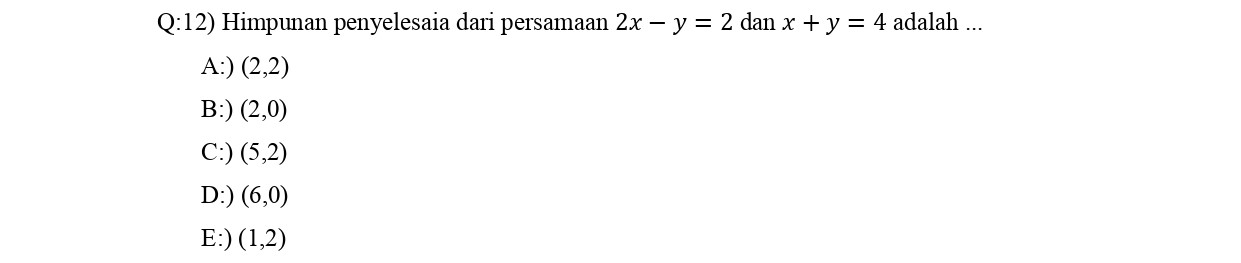 Q:12) Himpunan penyelesaia dari persamaan 2𝑥 − 𝑦 = 2 dan 𝑥 + 𝑦 = 4 adalah ...
A:) (2,2)
B:) (2,0)
C:) (5,2)
D:) (6,0)
E:) (1,2)